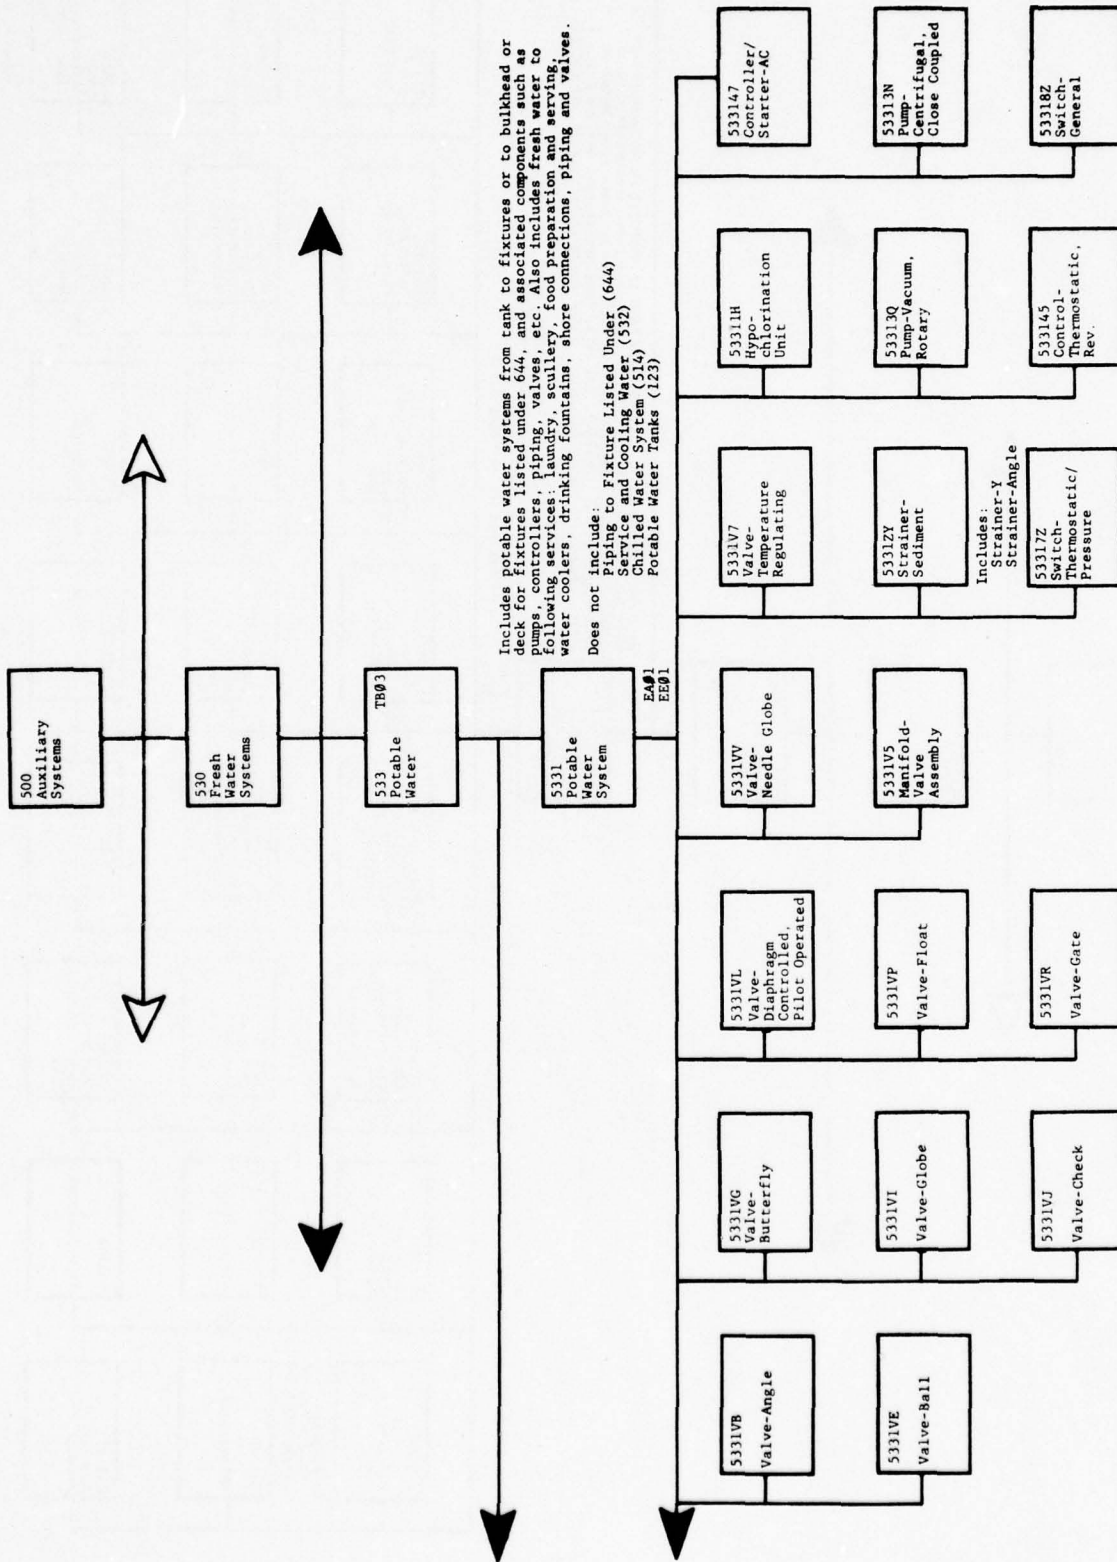 500
Auxiliary
Systems
530
Fresh
Water
Systems
533 TBØ3
Potable
Water
Includes potable water systems from tank to fixtures or to bulkhead or
deck for fixtures listed under 644, and associated components such as
pumps, controllers, piping, valves, etc. Also includes fresh water to
following services: laundry, scullery, food preparation and serving,
water coolers, drinking fountains, shore connections, piping and valves.
Does not include:
Piping to Fixture Listed Under (644)
Service and Cooling Water (532)
Chilled Water System (514)
Potable Water Tanks (123)
5331
Potable
Water
System
EAØ1
EEØ1
5331VB
Valve-Angle
5331VE
Valve-Ball
5331VG
Valve-
Butterfly
5331VI
Valve-Globe
5331VJ
Valve-Check
5331VL
Valve-
Diaphragm
Controlled,
Pilot Operated
5331VP
Valve-Float
5331VR
Valve-Gate
5331VV
Valve-
Needle Globe
5331V5
Manifold-
Valve
Assembly
5331V7
Valve-
Temperature
Regulating
5331ZY
Strainer-
Sediment
Includes:
Strainer-Y
Strainer-Angle
53317Z
Switch-
Thermostatic/
Pressure
53311H
Hypo-
chlorination
Unit
53313Q
Pump-Vacuum,
Rotary
533145
Control-
Thermostatic,
Rev.
533147
Controller/
Starter-AC
53313N
Pump-
Centrifugal,
Close Coupled
53318Z
Switch-
General